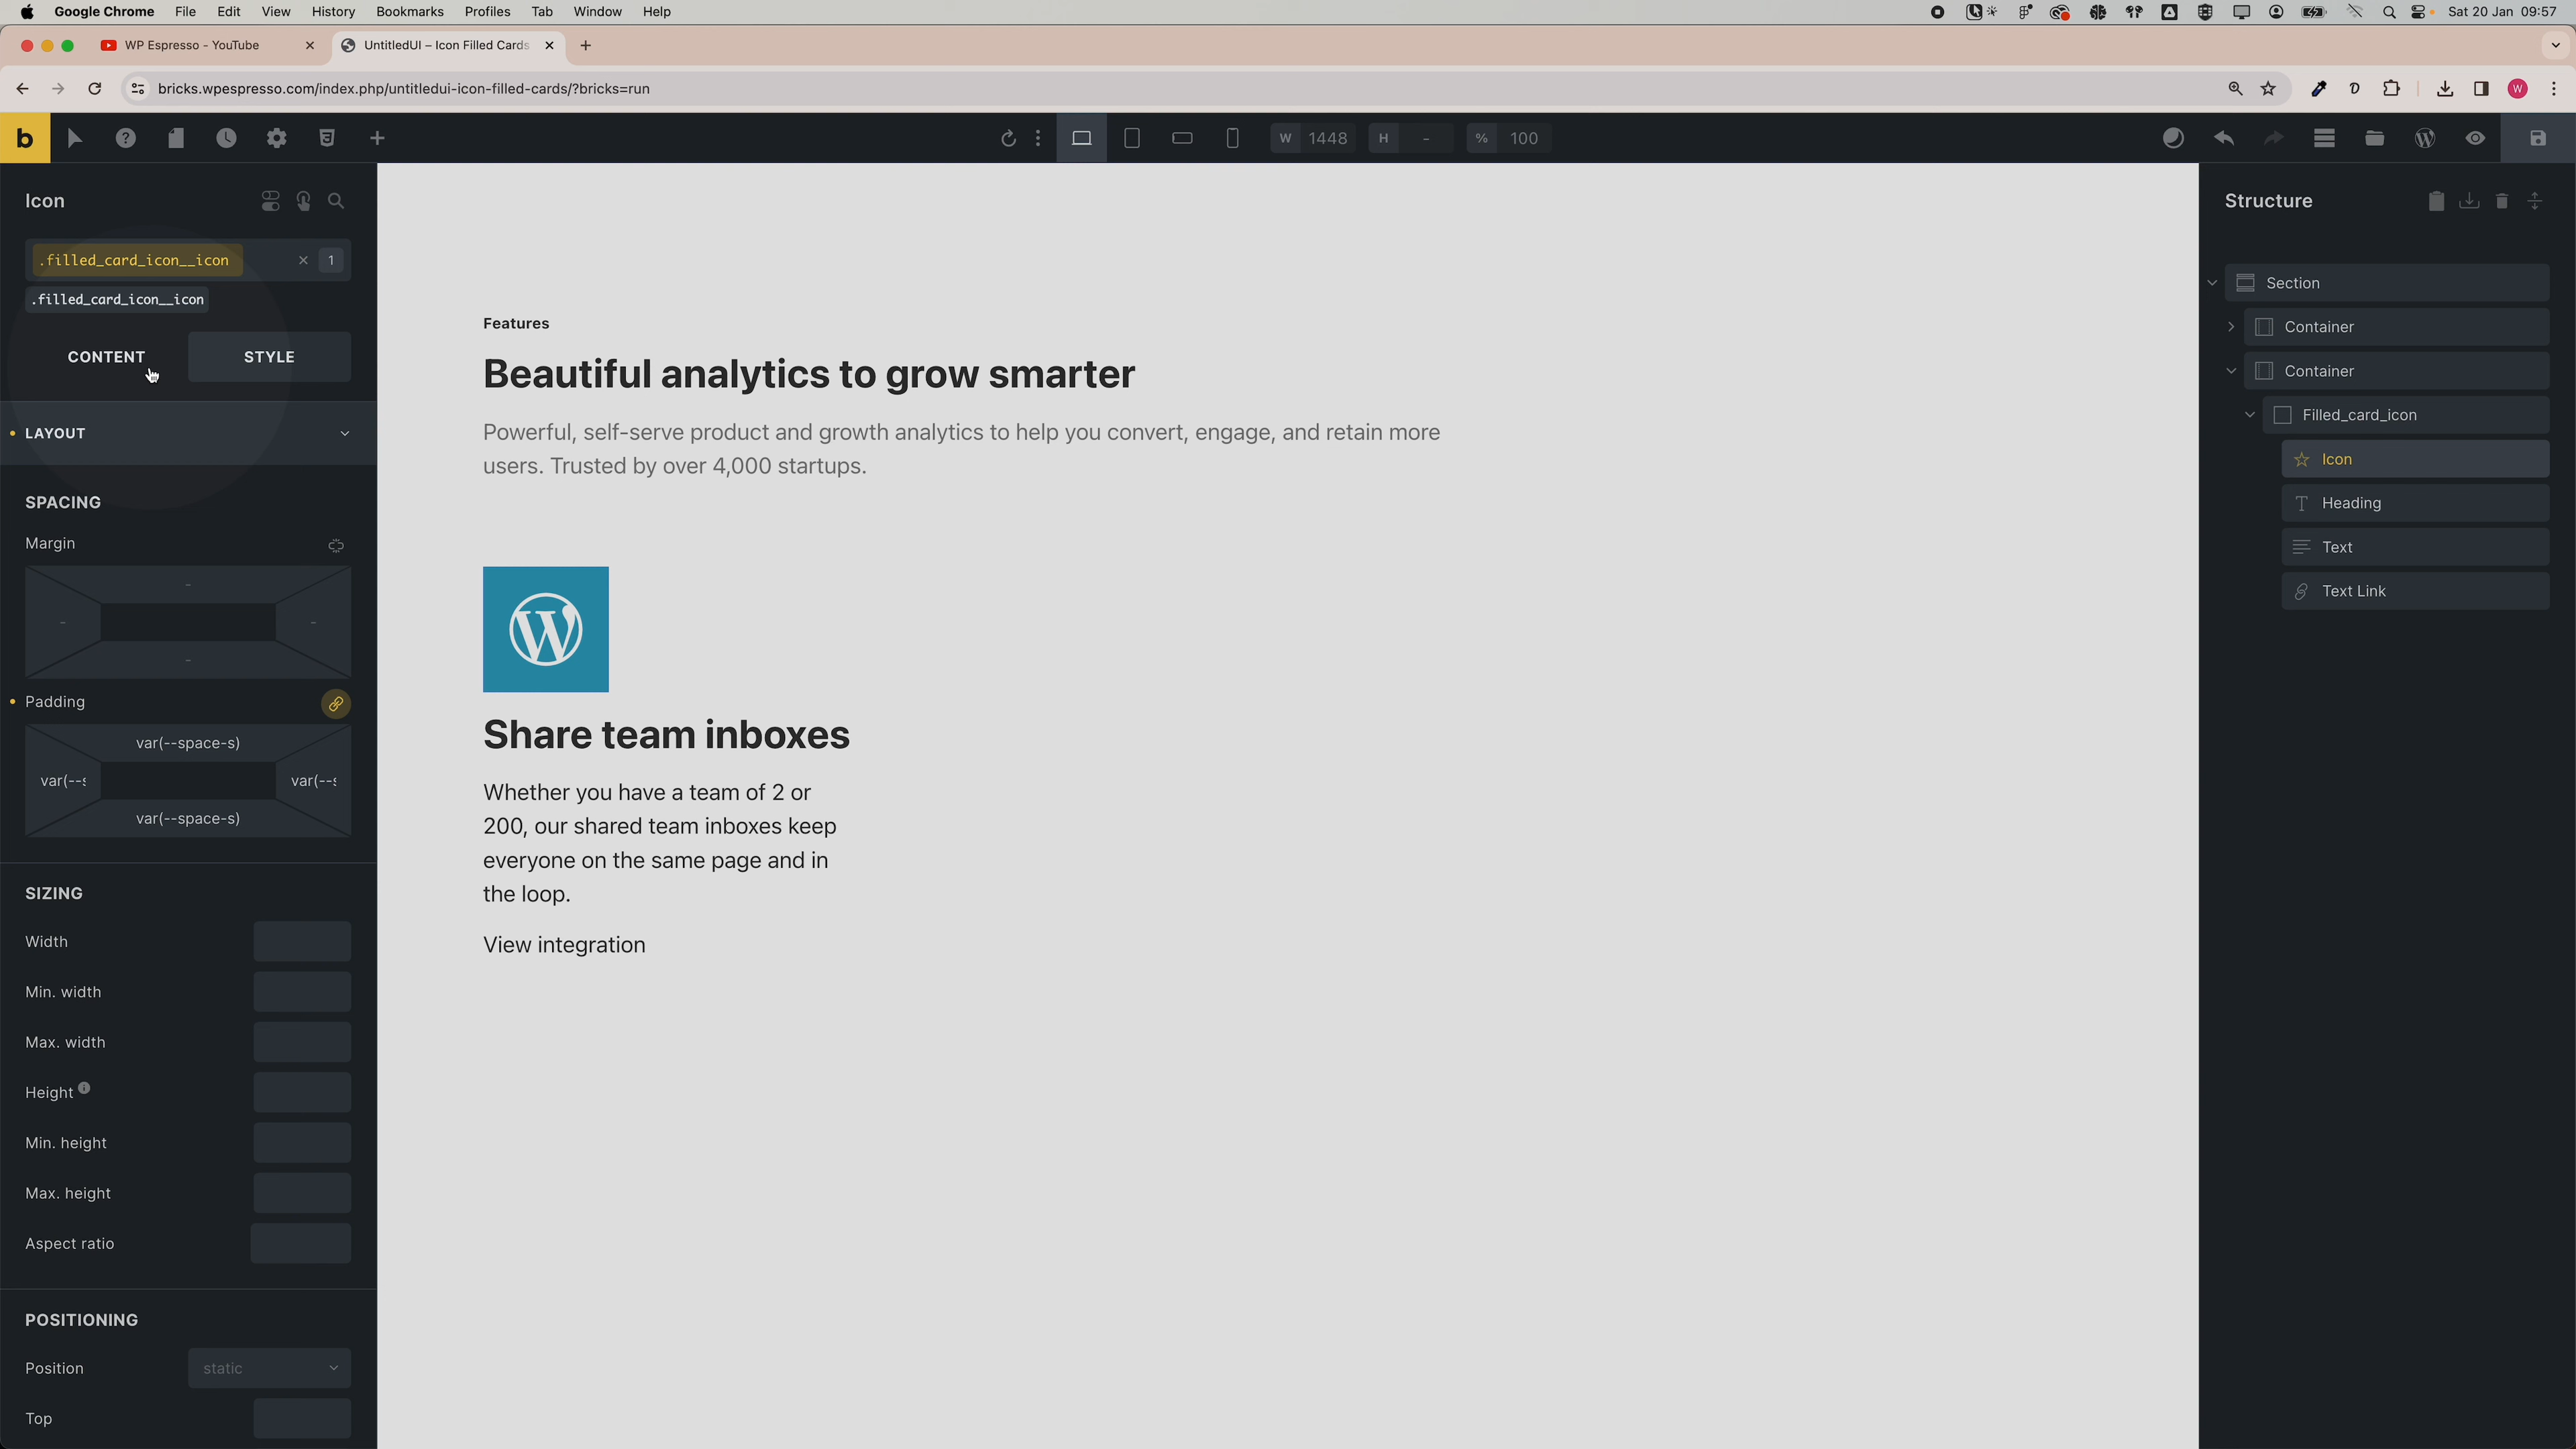 Google Chrome File Edit View History Bookmarks Profiles Tab Window Help Sat 20 Jan 09:57
WP Espresso - YouTube
UntitledUI – Icon Filled Cards
bricks.wpespresso.com/index.php/untitledui-icon-filled-cards/?bricks=run
W
b
W 1448 H - % 100
Icon
.filled_card_icon__icon
1
.filled_card_icon__icon
CONTENT
STYLE
LAYOUT
SPACING
Margin
-
-
-
-
Padding
var(--space-s)
var(--s
var(--s
var(--space-s)
SIZING
Width
Min. width
Max. width
Height
Min. height
Max. height
Aspect ratio
POSITIONING
Position
static
Top
Features
Beautiful analytics to grow smarter
Powerful, self-serve product and growth analytics to help you convert, engage, and retain more
users. Trusted by over 4,000 startups.
Share team inboxes
Whether you have a team of 2 or
200, our shared team inboxes keep
everyone on the same page and in
the loop.
View integration
Structure
Section
Container
Container
Filled_card_icon
Icon
Heading
Text
Text Link